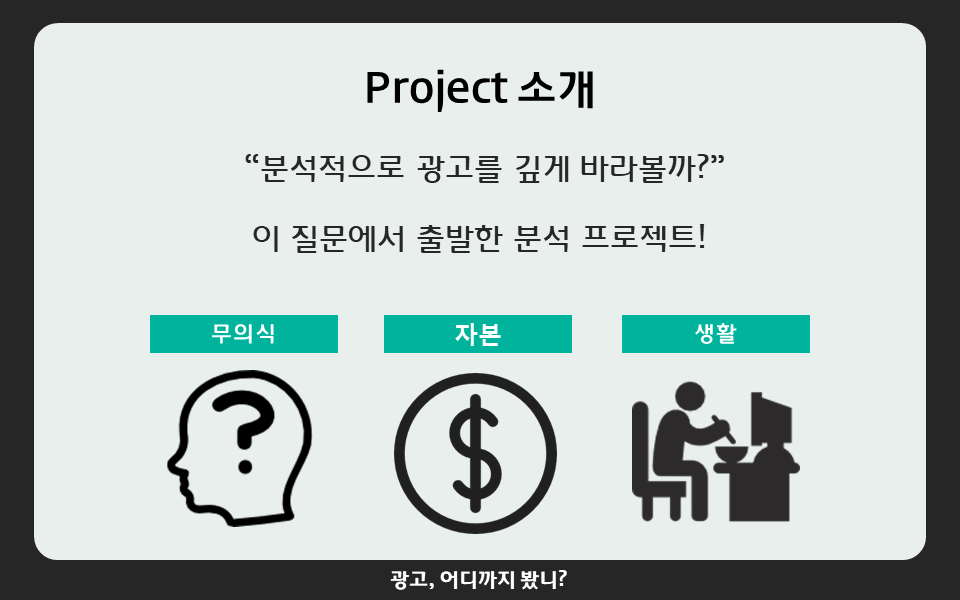 Project 소개
“분석적으로 광고를 깊게 바라볼까?”
이 질문에서 출발한 분석 프로젝트!
무의식
자본
생활
광고, 어디까지 봤니?